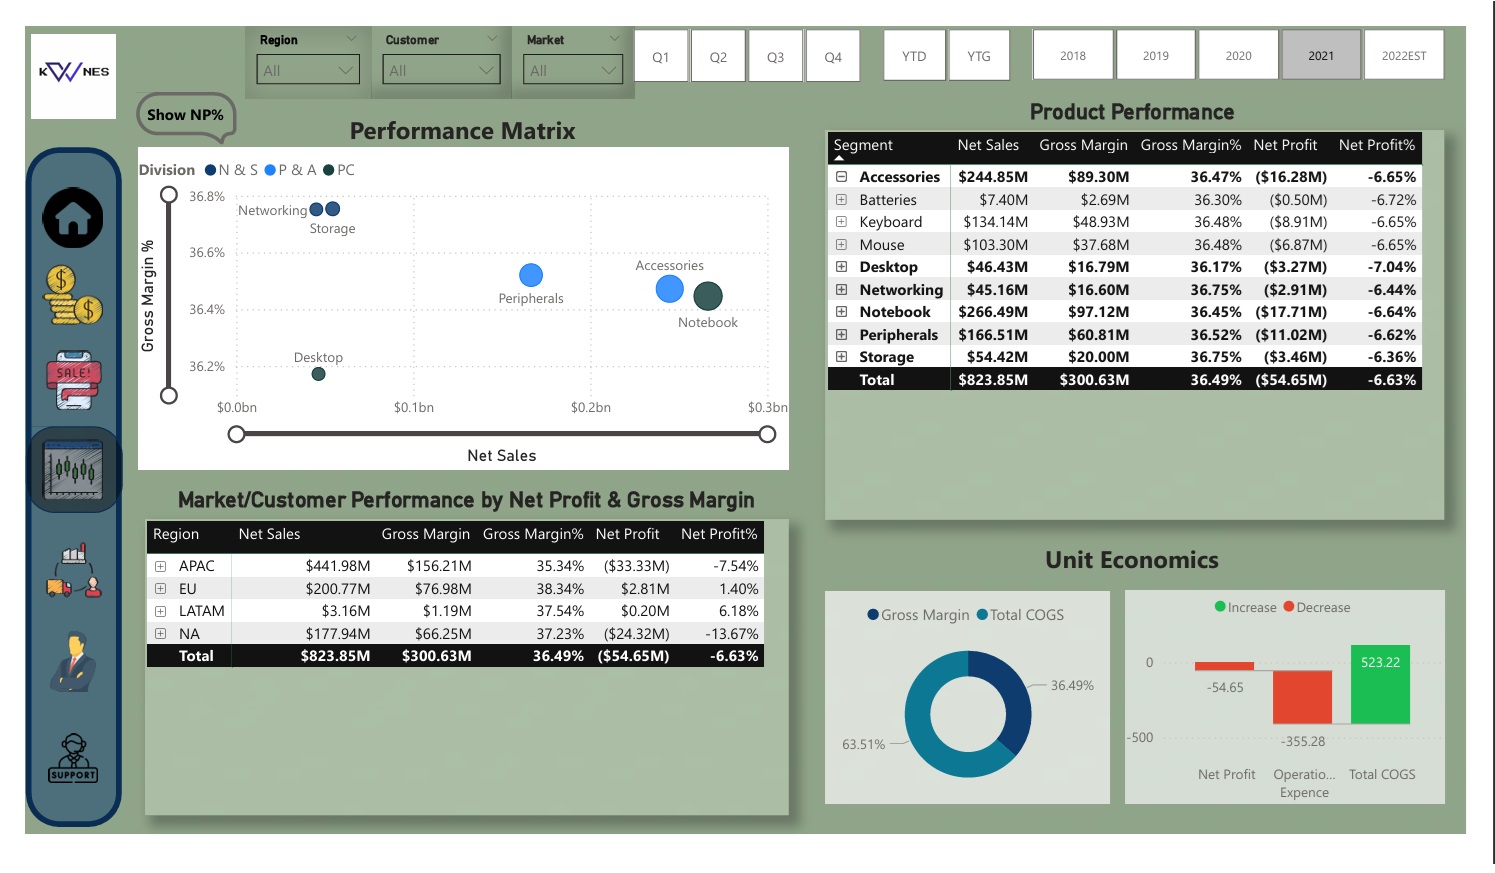 KVVNES
Region
All
Customer
All
Market
All
Q1
Q2
Q3
Q4
YTD
YTG
2018
2019
2020
2021
2022EST
Show NP%
Performance Matrix
Division N & S P & A PC
Gross Margin %
36.8%
36.6%
36.4%
36.2%
Networking
Storage
Accessories
Peripherals
Notebook
Desktop
$0.0bn $0.1bn $0.2bn $0.3bn
Net Sales
Product Performance
Segment Net Sales Gross Margin Gross Margin% Net Profit Net Profit%
Accessories $244.85M $89.30M 36.47% ($16.28M) -6.65%
Batteries $7.40M $2.69M 36.30% ($0.50M) -6.72%
Keyboard $134.14M $48.93M 36.48% ($8.91M) -6.65%
Mouse $103.30M $37.68M 36.48% ($6.87M) -6.65%
Desktop $46.43M $16.79M 36.17% ($3.27M) -7.04%
Networking $45.16M $16.60M 36.75% ($2.91M) -6.44%
Notebook $266.49M $97.12M 36.45% ($17.71M) -6.64%
Peripherals $166.51M $60.81M 36.52% ($11.02M) -6.62%
Storage $54.42M $20.00M 36.75% ($3.46M) -6.36%
Total $823.85M $300.63M 36.49% ($54.65M) -6.63%
Market/Customer Performance by Net Profit & Gross Margin
Region Net Sales Gross Margin Gross Margin% Net Profit Net Profit%
APAC $441.98M $156.21M 35.34% ($33.33M) -7.54%
EU $200.77M $76.98M 38.34% $2.81M 1.40%
LATAM $3.16M $1.19M 37.54% $0.20M 6.18%
NA $177.94M $66.25M 37.23% ($24.32M) -13.67%
Total $823.85M $300.63M 36.49% ($54.65M) -6.63%
Unit Economics
Gross Margin Total COGS
36.49%
63.51%
Increase Decrease
0
-500
-54.65
-355.28
523.22
Net Profit
Operatio...
Expence
Total COGS
$
$
SALE!
SUPPORT